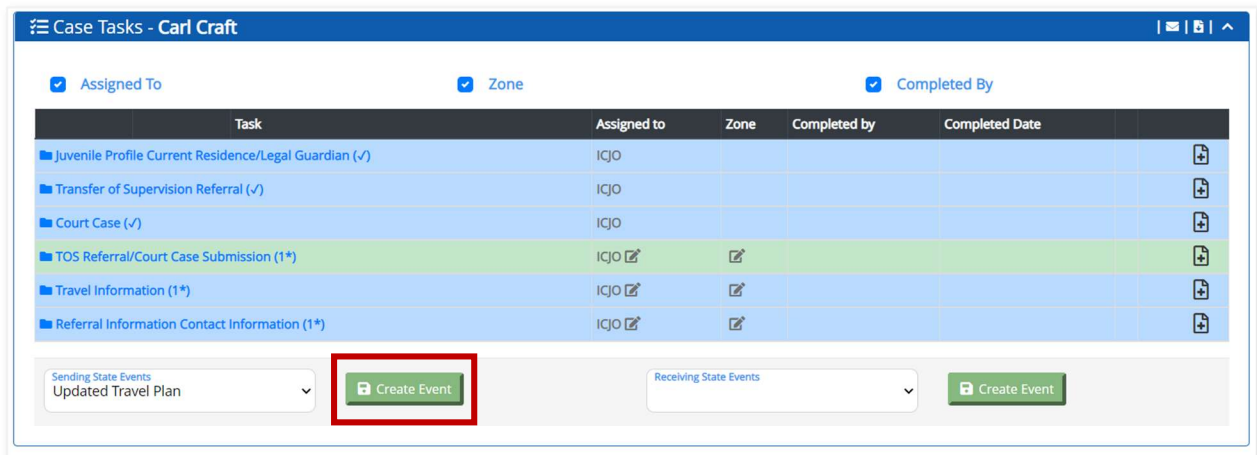 Case Tasks - Carl Craft
Assigned To Zone Completed By
Task Assigned to Zone Completed by Completed Date
Juvenile Profile Current Residence/Legal Guardian (✓) ICJO
Transfer of Supervision Referral (✓) ICJO
Court Case (✓) ICJO
TOS Referral/Court Case Submission (1*) ICJO
Travel Information (1*) ICJO
Referral Information Contact Information (1*) ICJO
Sending State Events
Updated Travel Plan
Create Event
Receiving State Events
Create Event